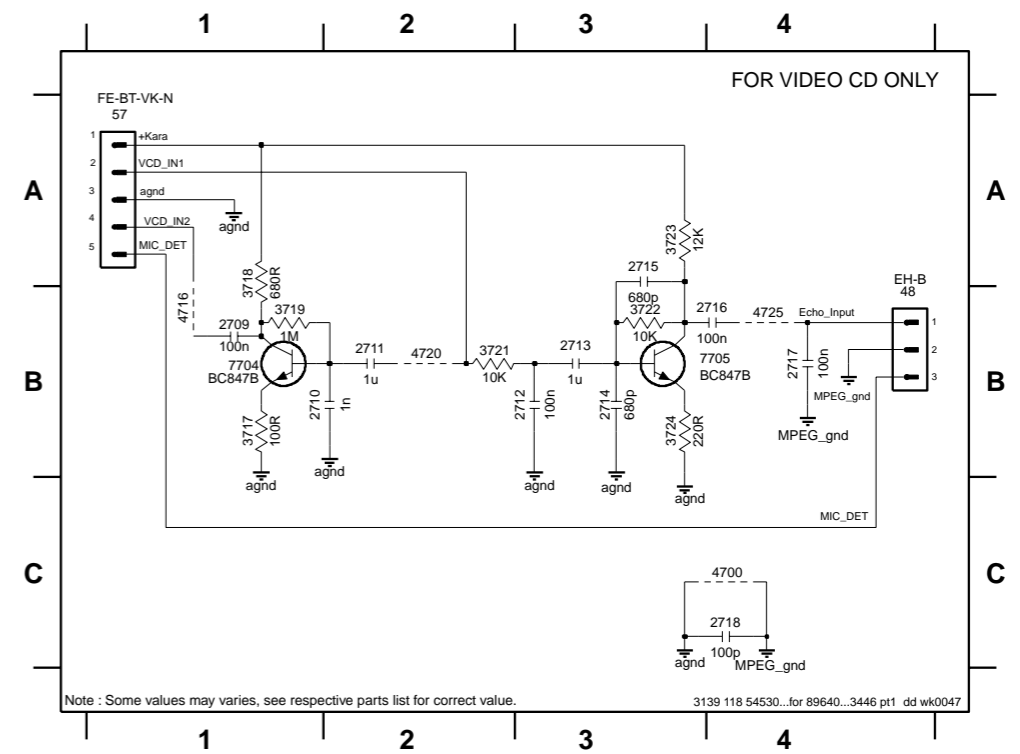 1 2 3 4
FOR VIDEO CD ONLY
FE-BT-VK-N
57
1 +Kara
2 VCD_IN1
3 agnd
4 VCD_IN2
5 MIC_DET
agnd
A A
3718 680R
3723 12K
2715
680p
EH-B
48
4716
2709
100n
3719
1M
3722
10K
2716
100n
4725
Echo_Input
1
2
3
7704
BC847B
2711
1u
4720
3721
10K
2713
1u
7705
BC847B
2717 100n
MPEG_gnd
B B
2710 1n
2712 100n
2714 680p
3717 100R
3724 220R
MPEG_gnd
agnd
agnd
agnd
agnd
agnd
MIC_DET
C C
4700
2718
100p
agnd
MPEG_gnd
Note : Some values may varies, see respective parts list for correct value.
3139 118 54530...for 89640...3446 pt1 dd wk0047
1 2 3 4